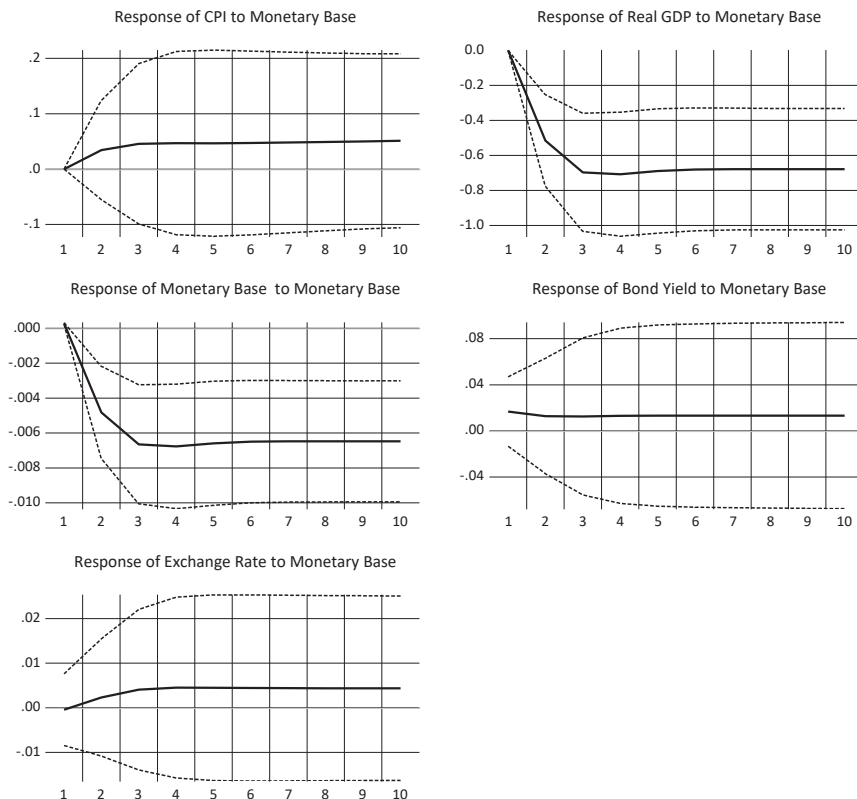 Response of CPI to Monetary Base
.2
.1
.0
-.1
1 2 3 4 5 6 7 8 9 10
Response of Real GDP to Monetary Base
0.0
-0.2
-0.4
-0.6
-0.8
-1.0
1 2 3 4 5 6 7 8 9 10
Response of Monetary Base to Monetary Base
.000
-.002
-.004
-.006
-.008
-.010
1 2 3 4 5 6 7 8 9 10
Response of Bond Yield to Monetary Base
.08
.04
.00
-.04
1 2 3 4 5 6 7 8 9 10
Response of Exchange Rate to Monetary Base
.02
.01
.00
-.01
1 2 3 4 5 6 7 8 9 10